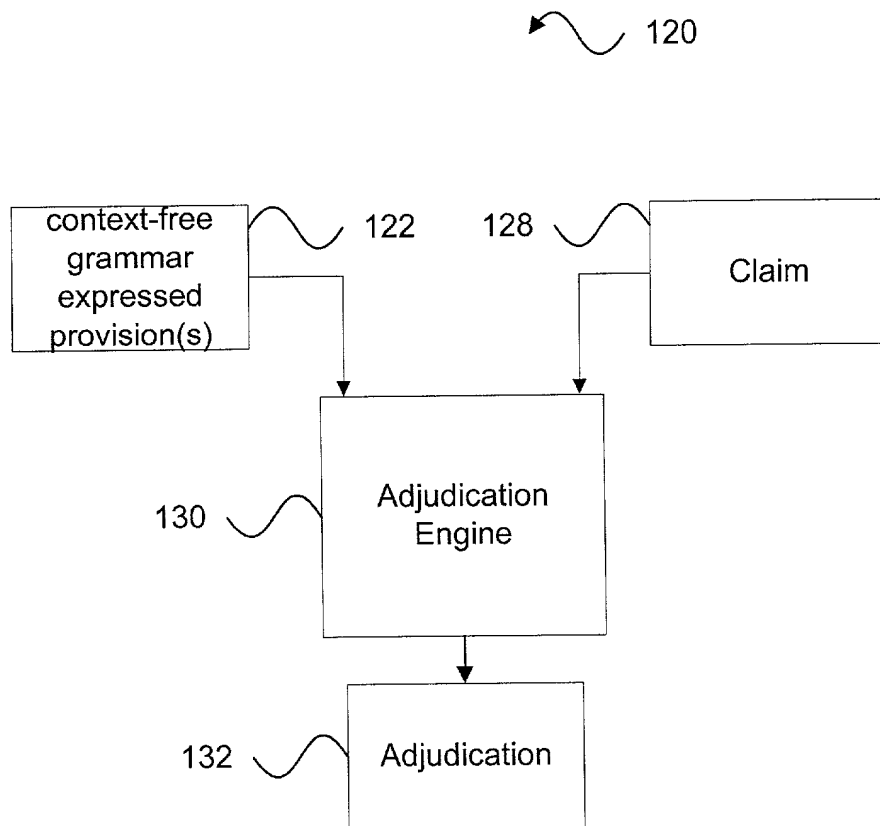 120
context-free
grammar
expressed
provision(s)
122
128
Claim
130
Adjudication
Engine
132
Adjudication